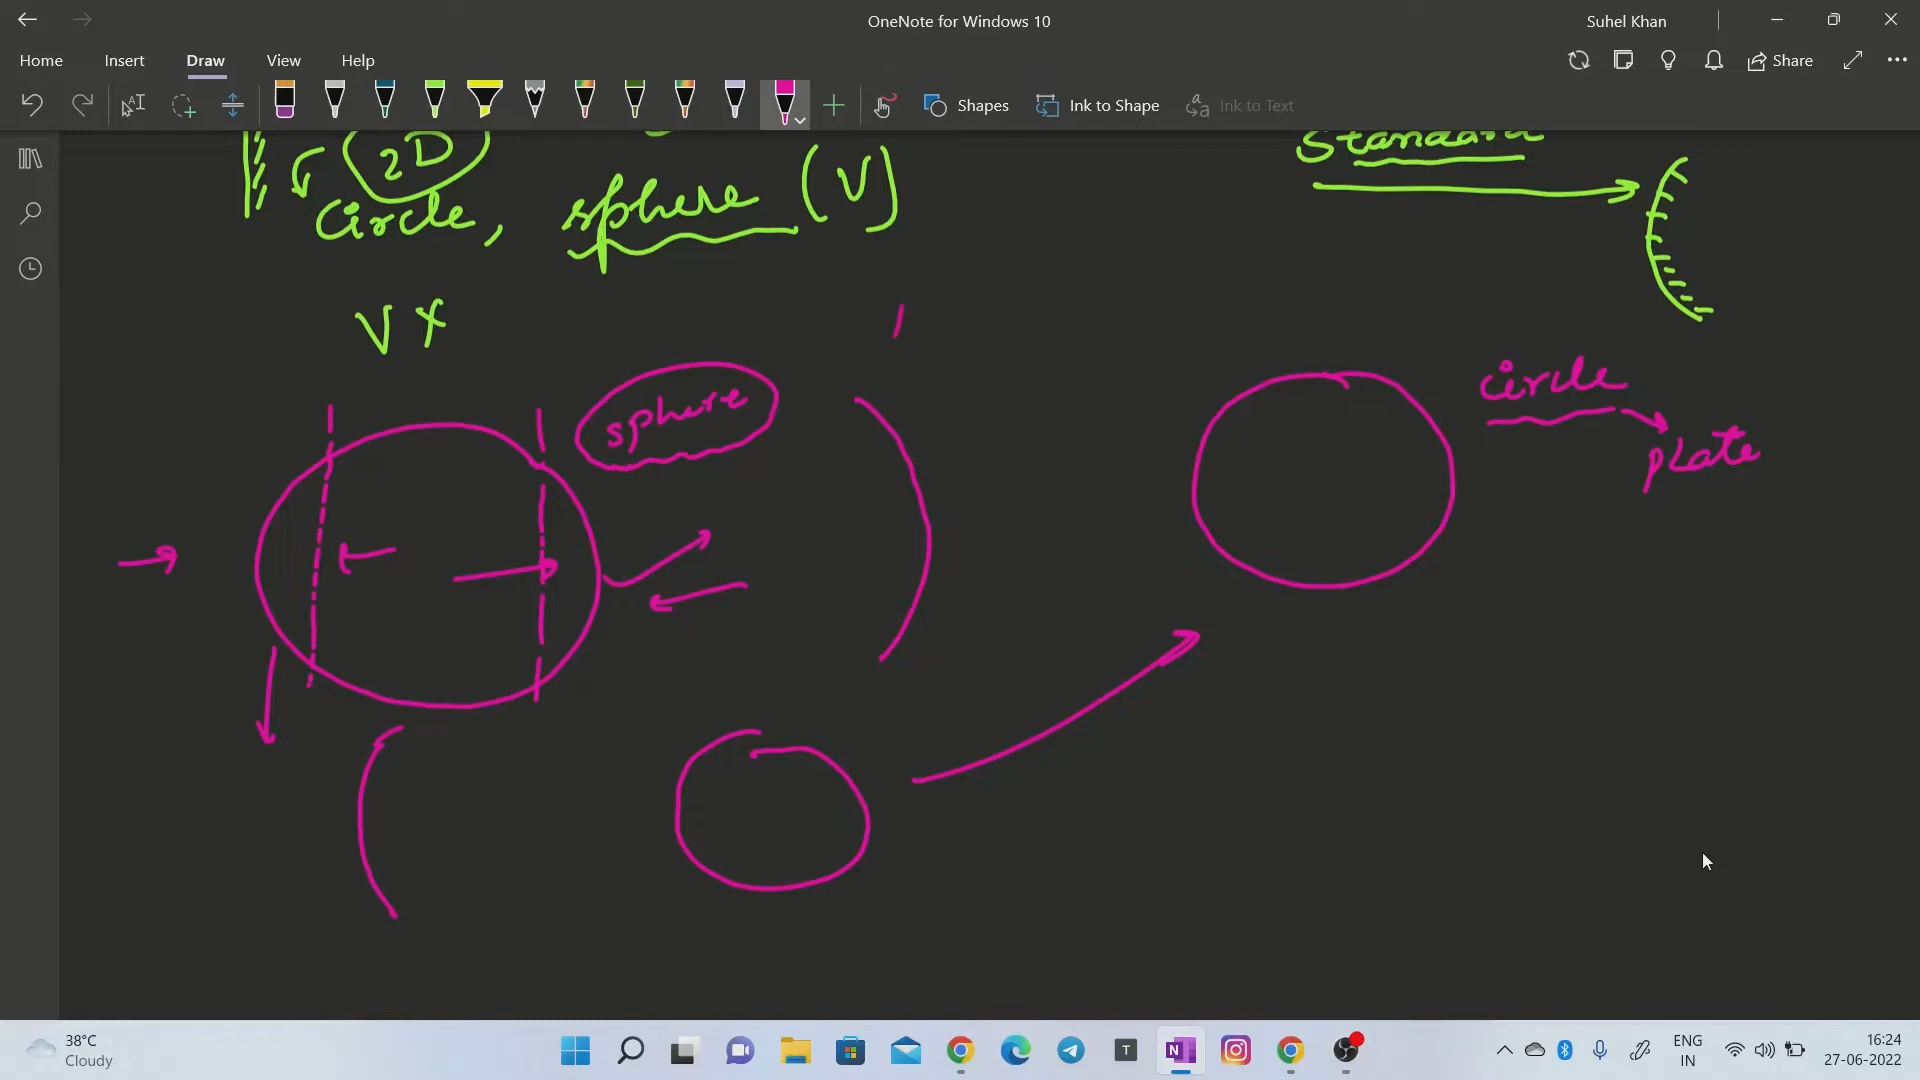 OneNote for Windows 10
Suhel Khan
Home Insert Draw View Help
Share
Shapes Ink to Shape Ink to Text
2D
Standard
Circle, sphere (V)
V x
sphere
circle
plate
38°C
Cloudy
ENG
IN
16:24
27-06-2022